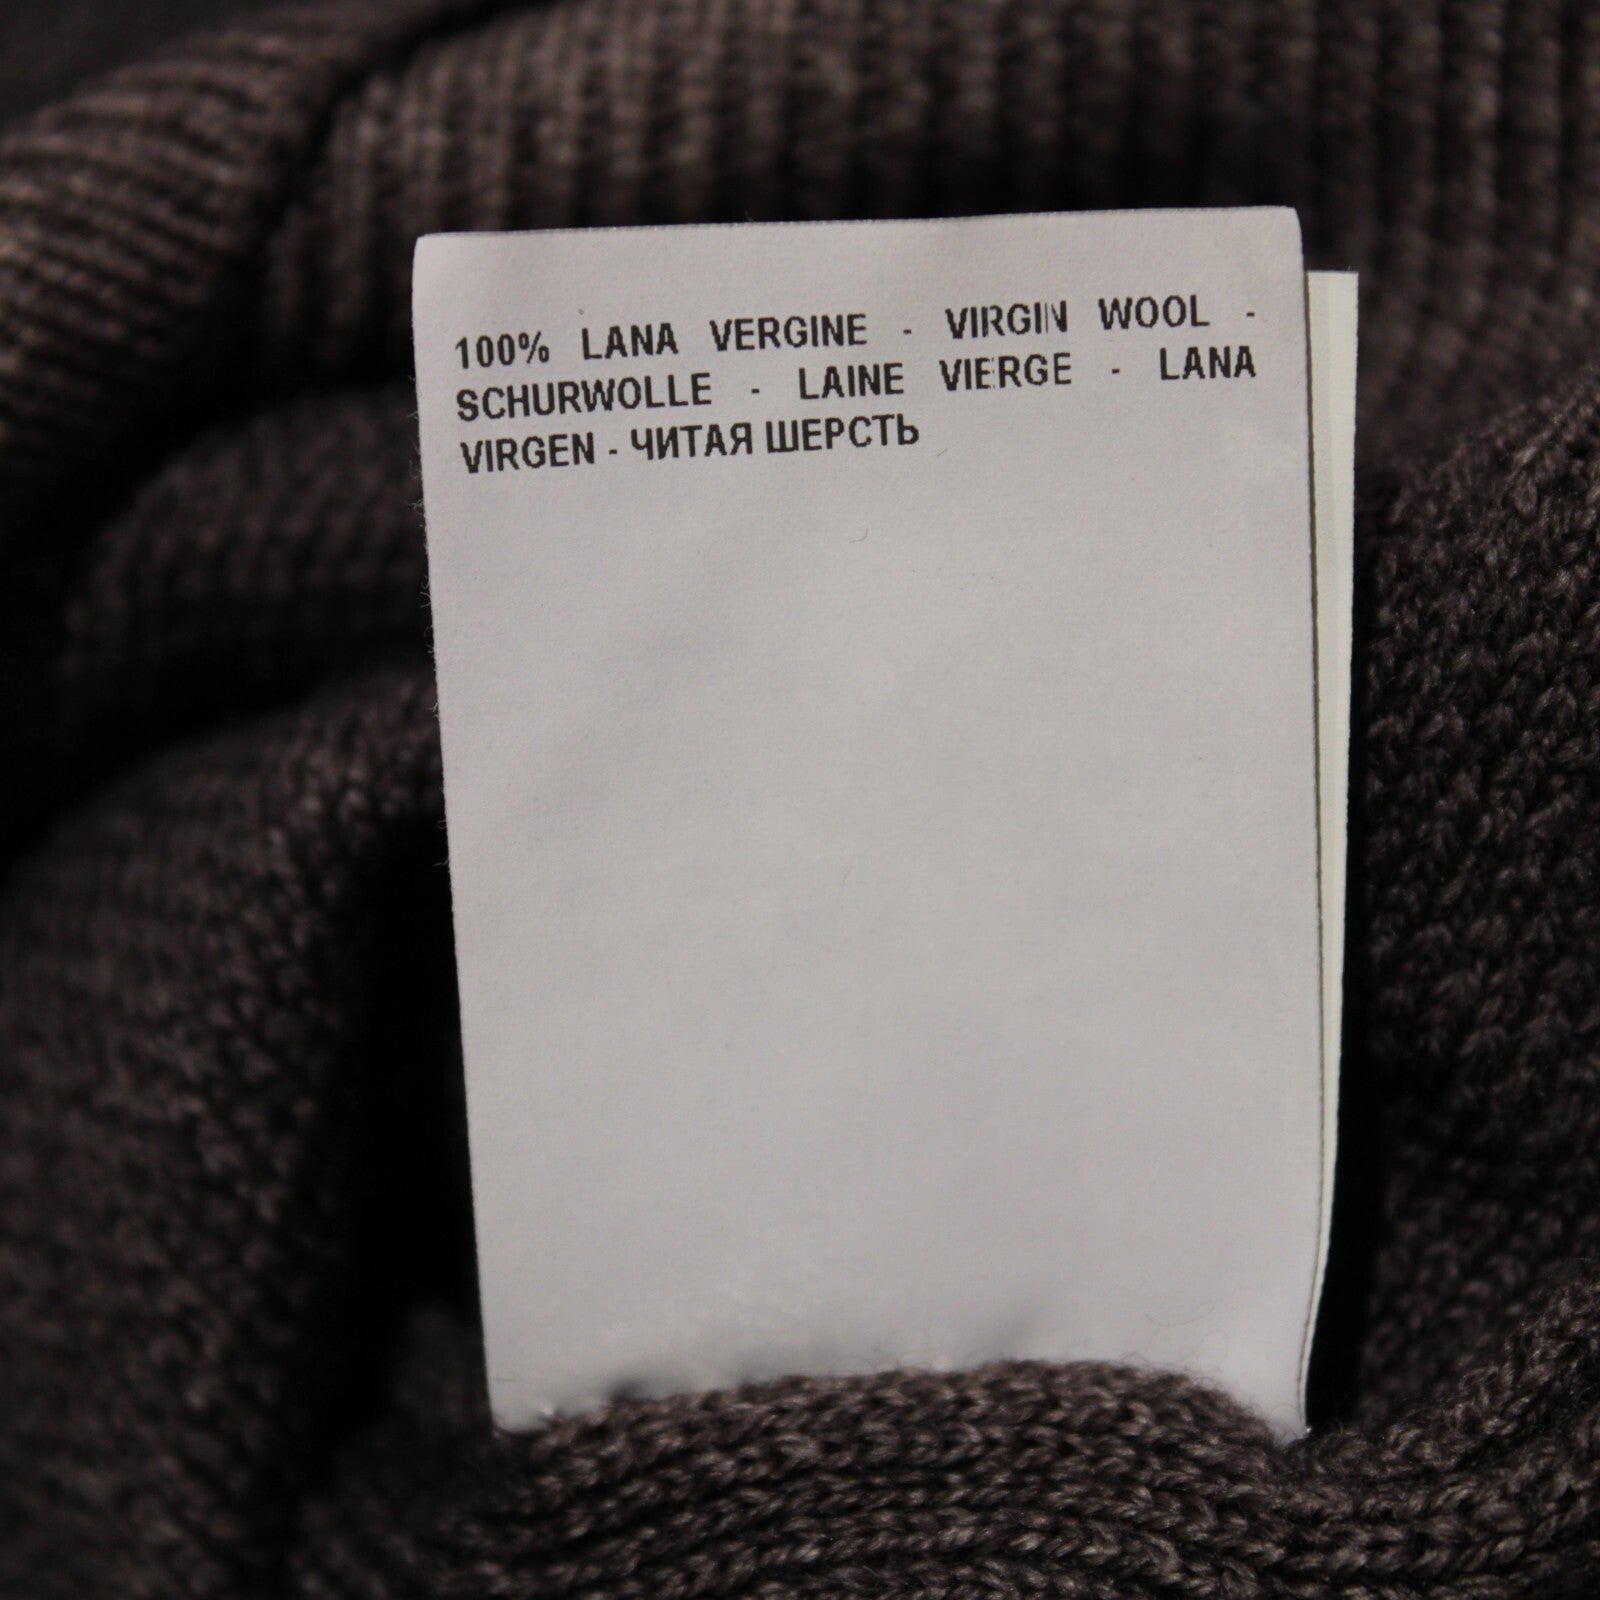 100% LANA VERGINE - VIRGIN WOOL -
SCHURWOLLE - LAINE VIERGE - LANA
VIRGEN - ЧИТАЯ ШЕРСТЬ